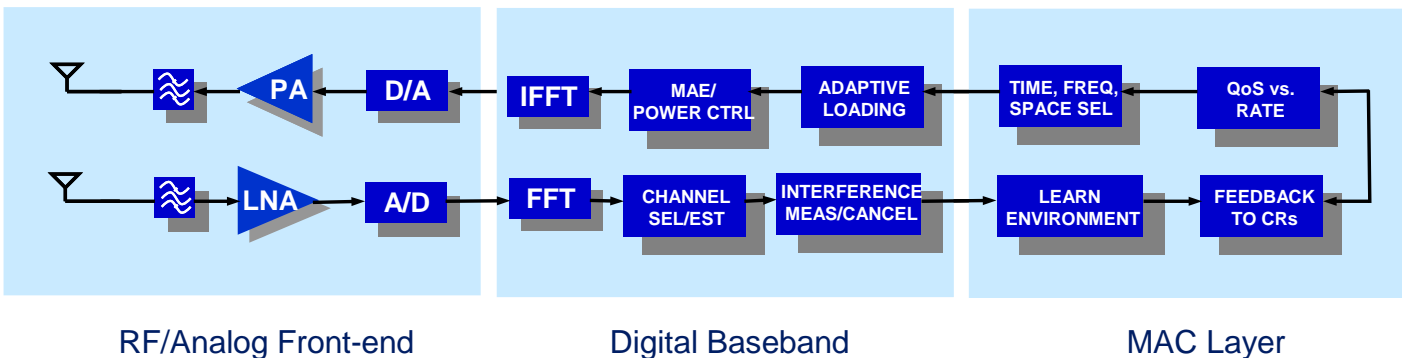 PA
D/A
IFFT
MAE/
POWER CTRL
ADAPTIVE
LOADING
TIME, FREQ,
SPACE SEL
QoS vs.
RATE
LNA
A/D
FFT
CHANNEL
SEL/EST
INTERFERENCE
MEAS/CANCEL
LEARN
ENVIRONMENT
FEEDBACK
TO CRs
RF/Analog Front-end
Digital Baseband
MAC Layer